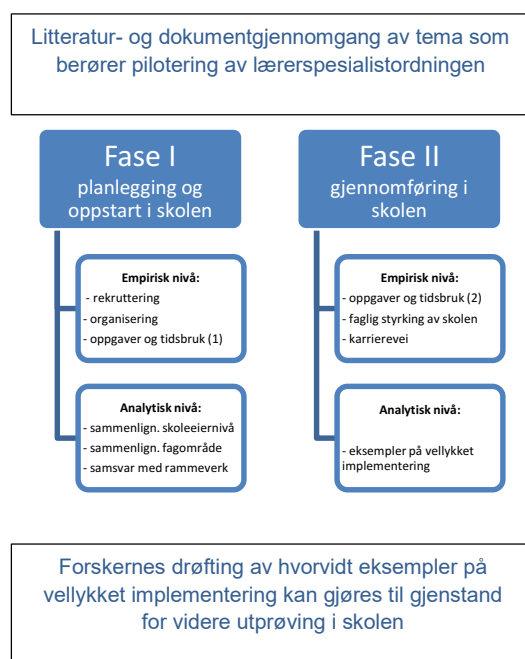 Litteratur- og dokumentgjennomgang av tema som
berører pilotering av lærerspesialistordningen
Fase I
planlegging og
oppstart i skolen
Empirisk nivå:
- rekruttering
- organisering
- oppgaver og tidsbruk (1)
Analytisk nivå:
- sammenlign. skoleeiernivå
- sammenlign. fagområde
- samsvar med rammeverk
Fase II
gjennomføring i
skolen
Empirisk nivå:
- oppgaver og tidsbruk (2)
- faglig styrking av skolen
- karrierevei
Analytisk nivå:
- eksempler på vellykket
implementering
Forskernes drøfting av hvorvidt eksempler på
vellykket implementering kan gjøres til gjenstand
for videre utprøving i skolen